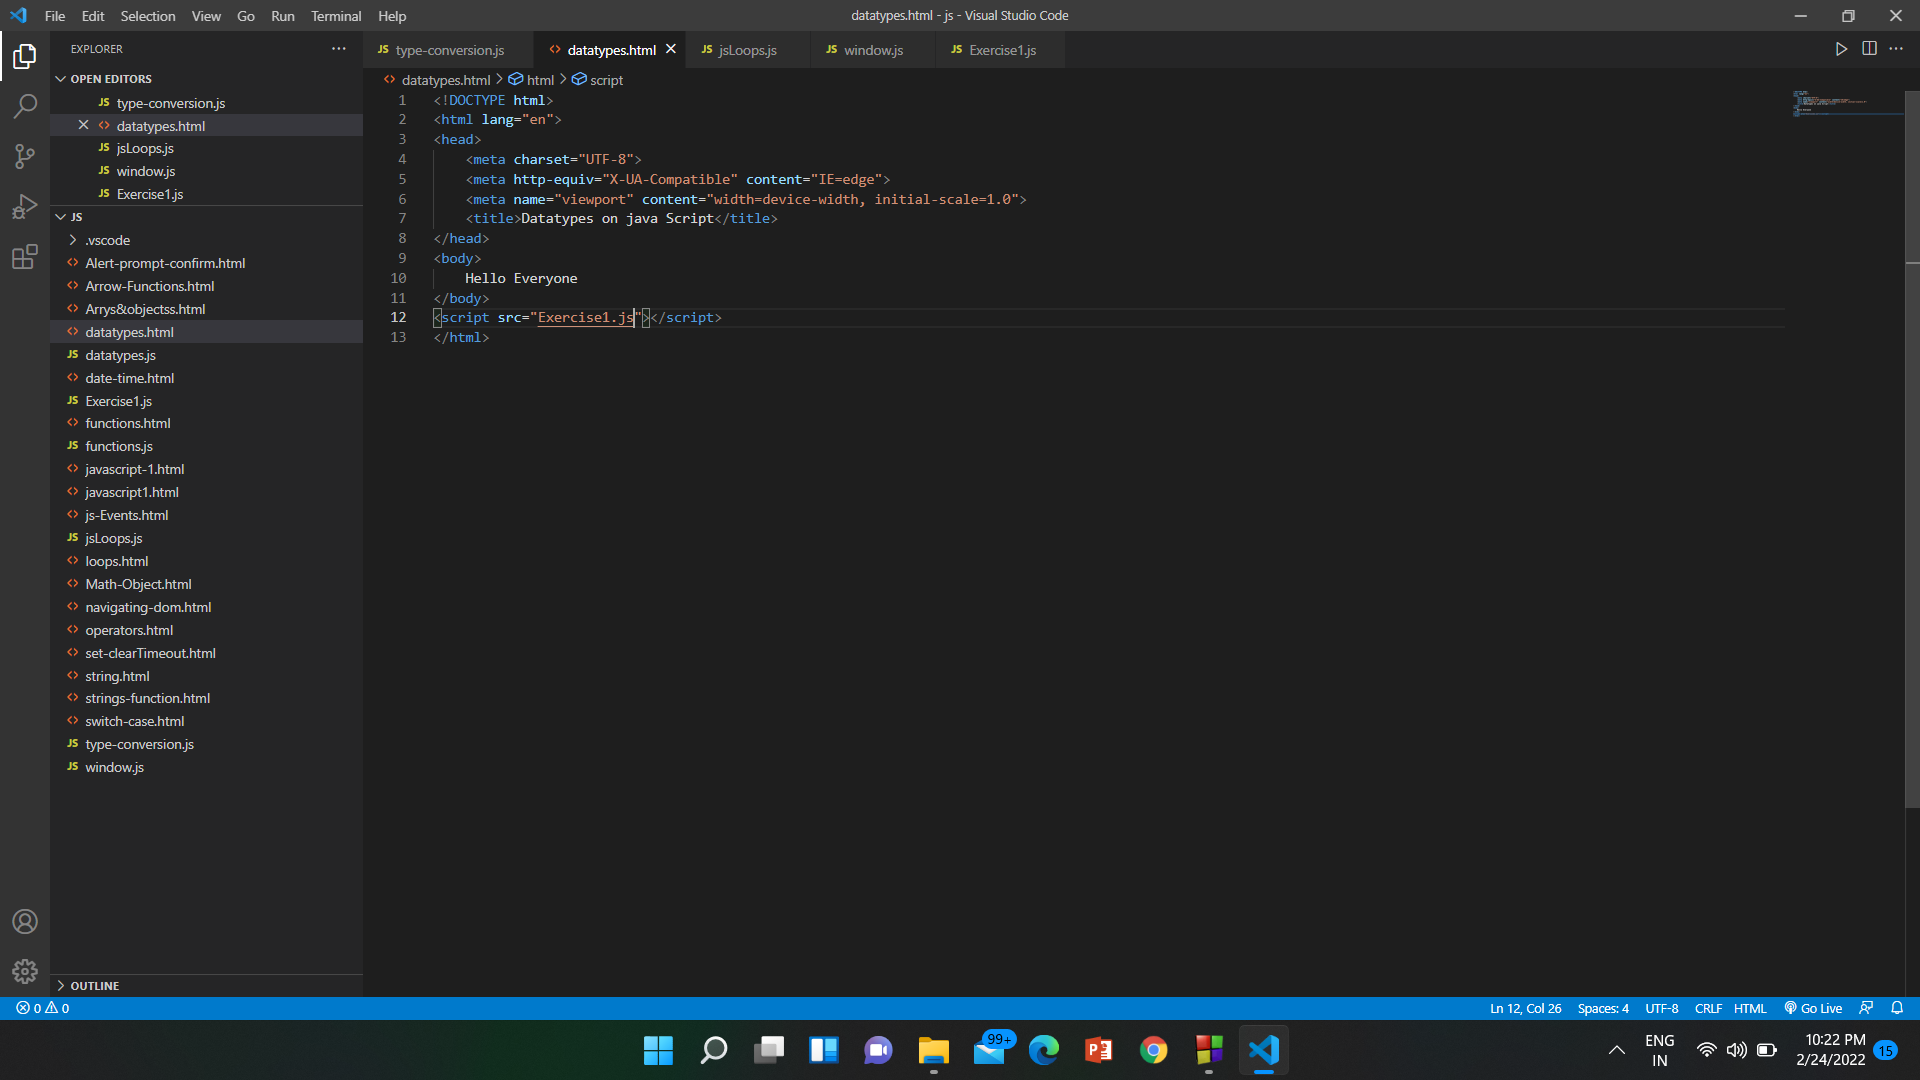 File Edit Selection View Go Run Terminal Help
datatypes.html - js - Visual Studio Code
EXPLORER
OPEN EDITORS
JS type-conversion.js
datatypes.html
JS jsLoops.js
JS window.js
JS Exercise1.js
JS
.vscode
Alert-prompt-confirm.html
Arrow-Functions.html
Arrys&objectss.html
datatypes.html
JS datatypes.js
date-time.html
JS Exercise1.js
functions.html
JS functions.js
javascript-1.html
javascript1.html
js-Events.html
JS jsLoops.js
loops.html
Math-Object.html
navigating-dom.html
operators.html
set-clearTimeout.html
string.html
strings-function.html
switch-case.html
JS type-conversion.js
JS window.js
OUTLINE
JS type-conversion.js datatypes.html JS jsLoops.js JS window.js JS Exercise1.js
datatypes.html > html > script
1 <!DOCTYPE html>
2 <html lang="en">
3 <head>
4 <meta charset="UTF-8">
5 <meta http-equiv="X-UA-Compatible" content="IE=edge">
6 <meta name="viewport" content="width=device-width, initial-scale=1.0">
7 <title>Datatypes on java Script</title>
8 </head>
9 <body>
10 Hello Everyone
11 </body>
12 <script src="Exercise1.js"></script>
13 </html>
0 0
Ln 12, Col 26 Spaces: 4 UTF-8 CRLF HTML Go Live
99+
ENG
IN
10:22 PM
2/24/2022
15